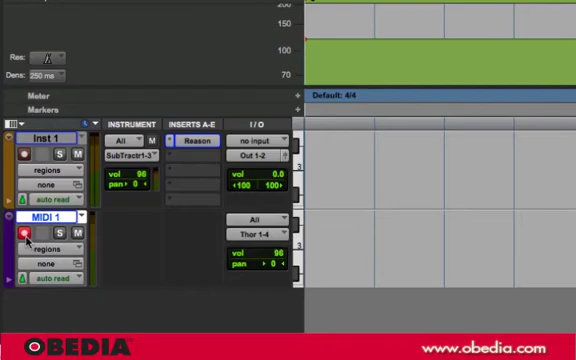 200
150
Res:
100
Dens: 250 ms
70
Meter
Default: 4/4
Markers
INSTRUMENT INSERTS A-E I / O
Inst 1 All M Reason no input
S M SubTractr1-3 Out 1-2
regions vol 96 vol 0.0
none pan 0 100 100
auto read
3
MIDI 1 All
S M Thor 1-4
regions vol 96
none pan 0
auto read
3
OBEDIA www.obedia.com